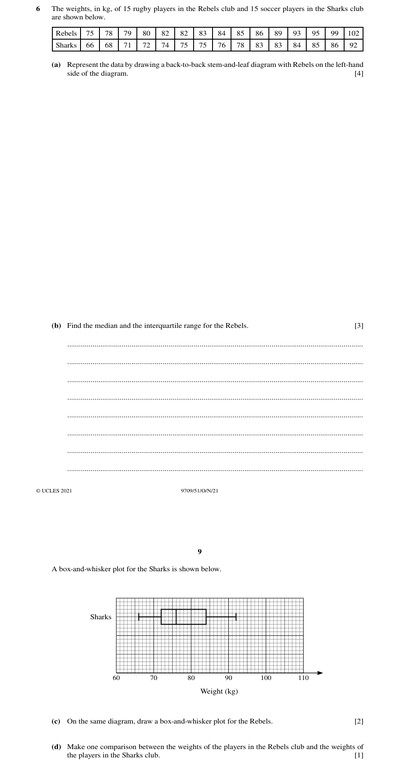 6 The weights, in kg, of 15 rugby players in the Rebels club and 15 soccer players in the Sharks club
are shown below.
Rebels 75 78 79 80 82 82 83 84 85 86 89 93 95 99 102
Sharks 66 68 71 72 74 75 75 76 78 83 83 84 85 86 92
(a) Represent the data by drawing a back-to-back stem-and-leaf diagram with Rebels on the left-hand
side of the diagram. [4]
(b) Find the median and the interquartile range for the Rebels. [3]
© UCLES 2021 9709/51/O/N/21
9
A box-and-whisker plot for the Sharks is shown below.
Sharks
60 70 80 90 100 110
Weight (kg)
(c) On the same diagram, draw a box-and-whisker plot for the Rebels. [2]
(d) Make one comparison between the weights of the players in the Rebels club and the weights of
the players in the Sharks club. [1]